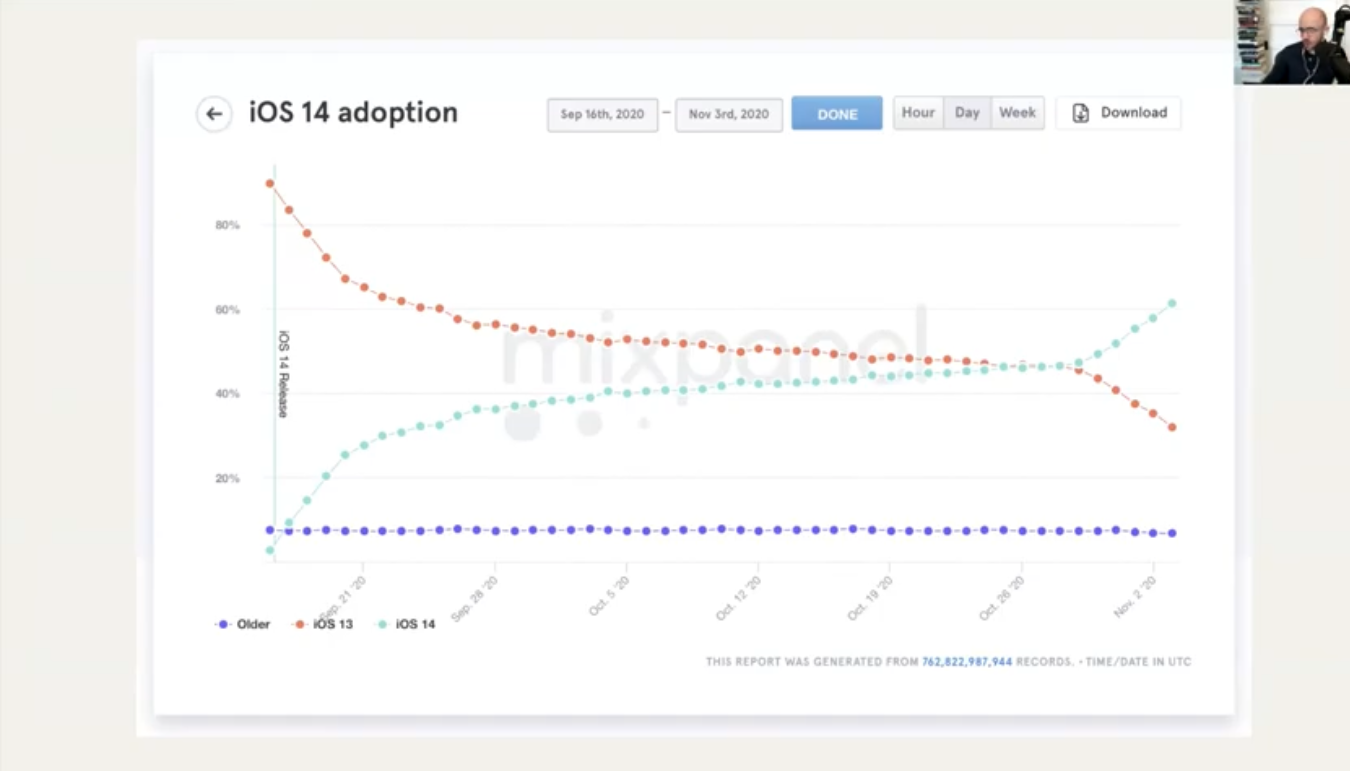 iOS 14 adoption
Sep 16th, 2020 – Nov 3rd, 2020
DONE
Hour Day Week
Download
80%
60%
40%
20%
iOS 14 Release
mixpanel
Sep. 21 '20
Sep. 28 '20
Oct. 5 '20
Oct. 12 '20
Oct. 19 '20
Oct. 26 '20
Nov. 2 '20
Older iOS 13 iOS 14
THIS REPORT WAS GENERATED FROM 762,822,987,944 RECORDS. • TIME/DATE IN UTC